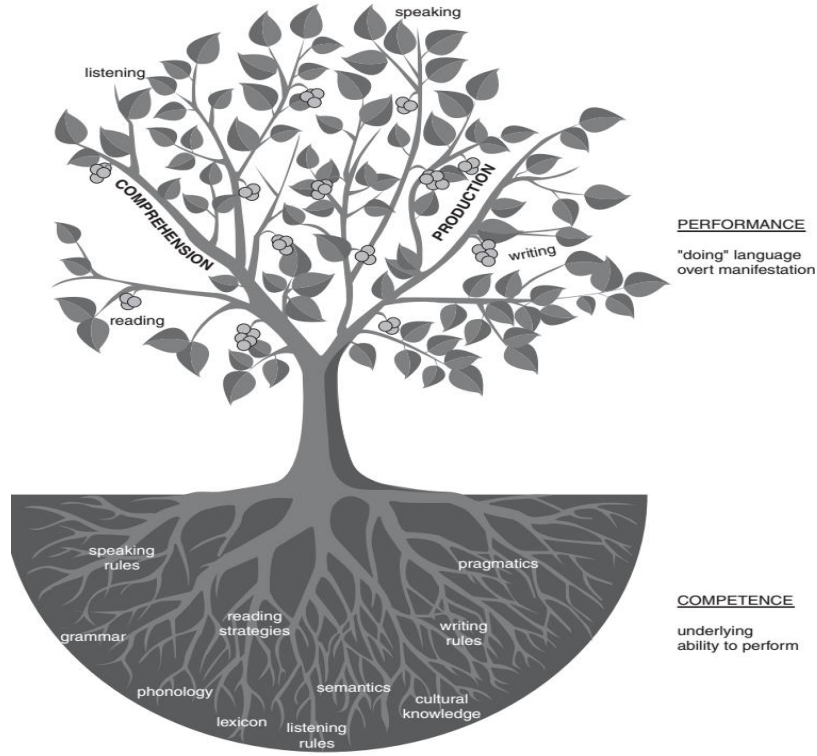 speaking
listening
COMPREHENSION
PRODUCTION
PERFORMANCE
"doing" language
overt manifestation
writing
reading
speaking
rules
pragmatics
reading
strategies
writing
rules
grammar
COMPETENCE
underlying
ability to perform
phonology
semantics
cultural
knowledge
lexicon
listening
rules